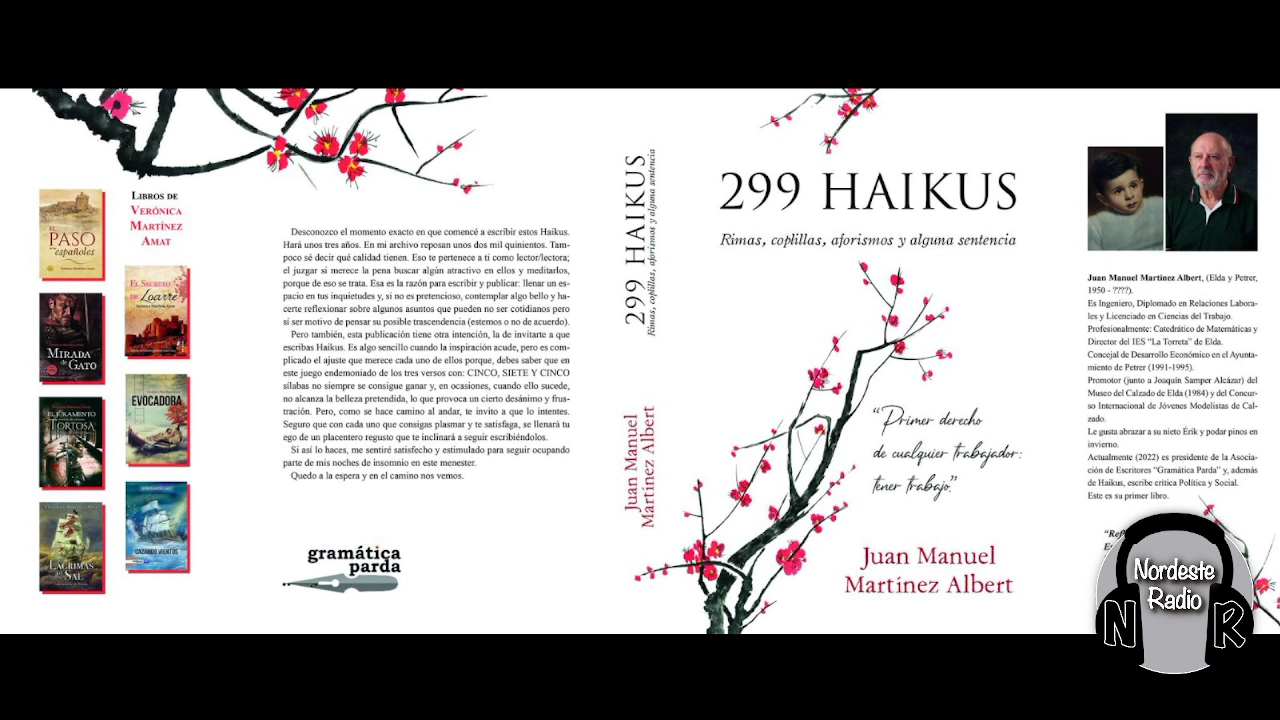 LIBROS DE
VERÓNICA
MARTÍNEZ
AMAT
EL
PASO
españoles
EL SECRETO
DE Loarre
MIRADA
de GATO
EVOCADORA
EL JURAMENTO
TORTOSA
CAZANDO VIENTOS
LÁGRIMAS
DE SAL
Desconozco el momento exacto en que comencé a escribir estos Haikus.
Hará unos tres años. En mi archivo reposan unos dos mil quinientos. Tam-
poco sé decir qué calidad tienen. Eso te pertenece a ti como lector/lectora;
el juzgar si merece la pena buscar algún atractivo en ellos y meditarlos,
porque de eso se trata. Esa es la razón para escribir y publicar: llenar un es-
pacio en tus inquietudes y, si no es pretencioso, contemplar algo bello y ha-
certe reflexionar sobre algunos asuntos que pueden no ser cotidianos pero
sí ser motivo de pensar su posible trascendencia (estemos o no de acuerdo).
Pero también, esta publicación tiene otra intención, la de invitarte a que
escribas Haikus. Es algo sencillo cuando la inspiración acude, pero es com-
plicado el ajuste que merece cada uno de ellos porque, debes saber que en
este juego endemoniado de los tres versos con: CINCO, SIETE Y CINCO
sílabas no siempre se consigue ganar y, en ocasiones, cuando ello sucede,
no alcanza la belleza pretendida, lo que provoca un cierto desánimo y frus-
tración. Pero, como se hace camino al andar, te invito a que lo intentes.
Seguro que con cada uno que consigas plasmar y te satisfaga, se llenará tu
ego de un placentero regusto que te inclinará a seguir escribiéndolos.
Si así lo haces, me sentiré satisfecho y estimulado para seguir ocupando
parte de mis noches de insomnio en este menester.
Quedo a la espera y en el camino nos vemos.
gramática
parda
299 HAIKUS
Rimas, coplillas, aforismos y alguna sentencia
Juan Manuel
Martínez Albert
299 HAIKUS
Rimas, coplillas, aforismos y alguna sentencia
“Primer derecho
de cualquier trabajador:
tener trabajo.”
Juan Manuel
Martínez Albert
Juan Manuel Martínez Albert, (Elda y Petrer,
1950 - ????).
Es Ingeniero, Diplomado en Relaciones Labora-
les y Licenciado en Ciencias del Trabajo.
Profesionalmente: Catedrático de Matemáticas y
Director del IES “La Torreta” de Elda.
Concejal de Desarrollo Económico en el Ayunta-
miento de Petrer (1991-1995).
Promotor (junto a Joaquín Samper Alcázar) del
Museo del Calzado de Elda (1984) y del Concur-
so Internacional de Jóvenes Modelistas de Cal-
zado.
Le gusta abrazar a su nieto Érik y podar pinos en
invierno.
Actualmente (2022) es presidente de la Asocia-
ción de Escritores “Gramática Parda” y, además
de Haikus, escribe crítica Política y Social.
Este es su primer libro.
Nordeste
Radio
N R